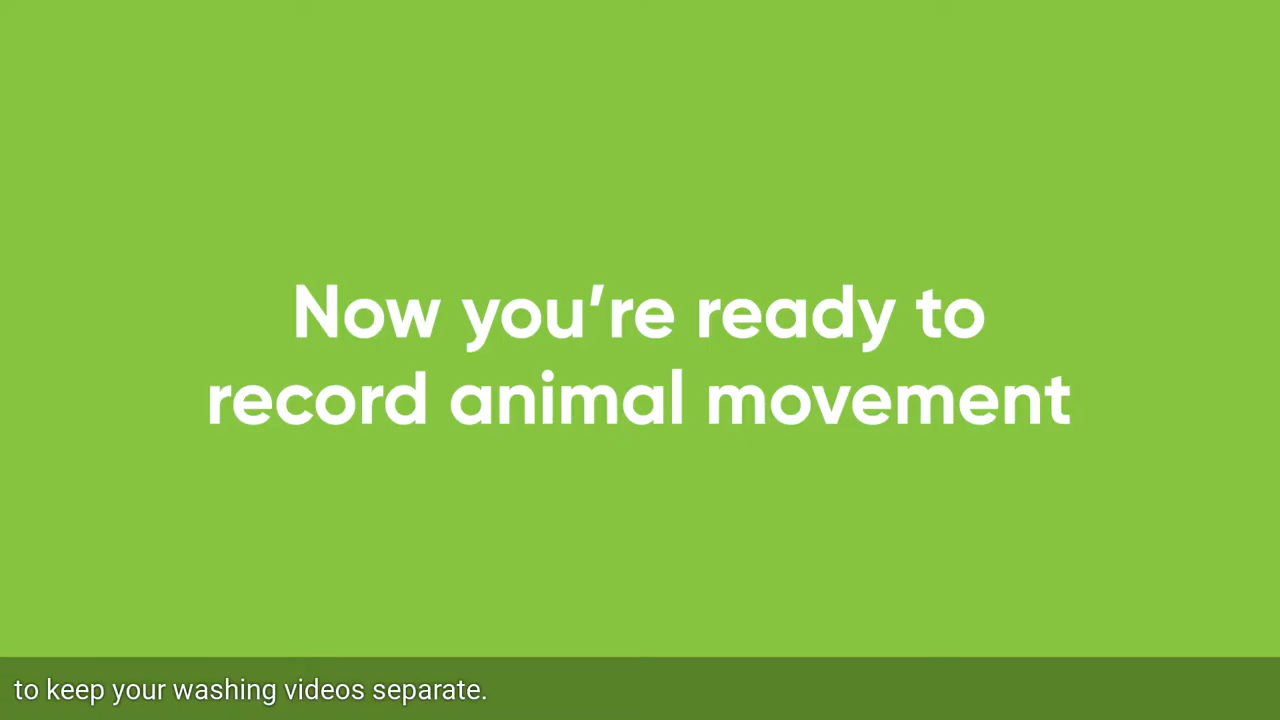 Now you’re ready to
record animal movement
to keep your washing videos separate.